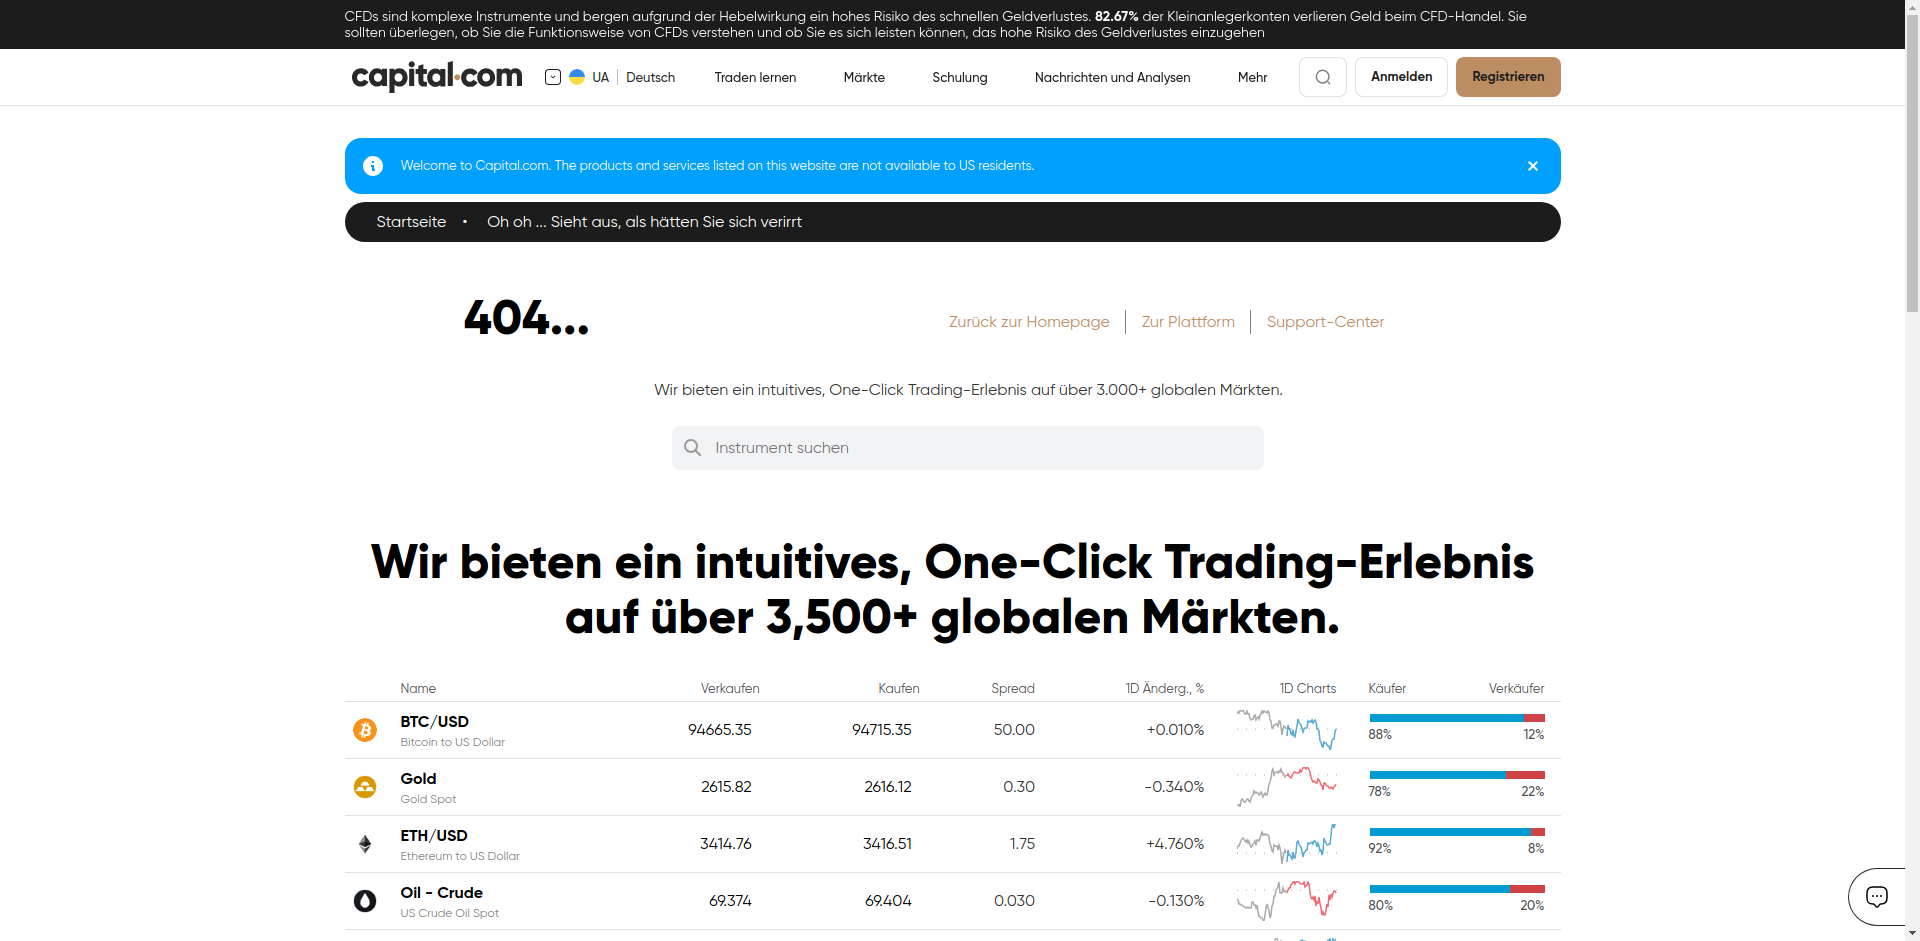 CFDs sind komplexe Instrumente und bergen aufgrund der Hebelwirkung ein hohes Risiko des schnellen Geldverlustes. 82.67% der Kleinanlegerkonten verlieren Geld beim CFD-Handel. Sie
sollten überlegen, ob Sie die Funktionsweise von CFDs verstehen und ob Sie es sich leisten können, das hohe Risiko des Geldverlustes einzugehen
capital.com UA Deutsch Traden lernen Märkte Schulung Nachrichten und Analysen Mehr Anmelden Registrieren
Welcome to Capital.com. The products and services listed on this website are not available to US residents.
Startseite • Oh oh ... Sieht aus, als hätten Sie sich verirrt
404... Zurück zur Homepage Zur Plattform Support-Center
Wir bieten ein intuitives, One-Click Trading-Erlebnis auf über 3.000+ globalen Märkten.
Instrument suchen
Wir bieten ein intuitives, One-Click Trading-Erlebnis
auf über 3,500+ globalen Märkten.
Name Verkaufen Kaufen Spread 1D Änderg., % 1D Charts Käufer Verkäufer
BTC/USD 94665.35 94715.35 50.00 +0.010% 88% 12%
Bitcoin to US Dollar
Gold 2615.82 2616.12 0.30 -0.340% 78% 22%
Gold Spot
ETH/USD 3414.76 3416.51 1.75 +4.760% 92% 8%
Ethereum to US Dollar
Oil - Crude 69.374 69.404 0.030 -0.130% 80% 20%
US Crude Oil Spot